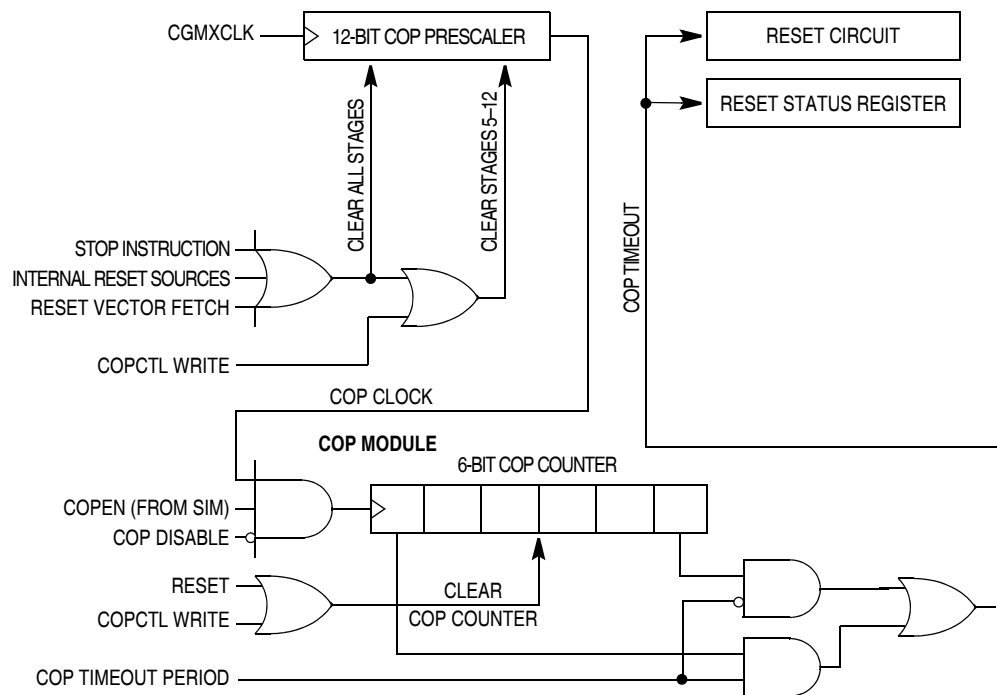 CGMXCLK
12-BIT COP PRESCALER
RESET CIRCUIT
RESET STATUS REGISTER
CLEAR ALL STAGES
CLEAR STAGES 5–12
STOP INSTRUCTION
INTERNAL RESET SOURCES
RESET VECTOR FETCH
COPCTL WRITE
COP TIMEOUT
COP CLOCK
COP MODULE
6-BIT COP COUNTER
COPEN (FROM SIM)
COP DISABLE
RESET
COPCTL WRITE
CLEAR
COP COUNTER
COP TIMEOUT PERIOD